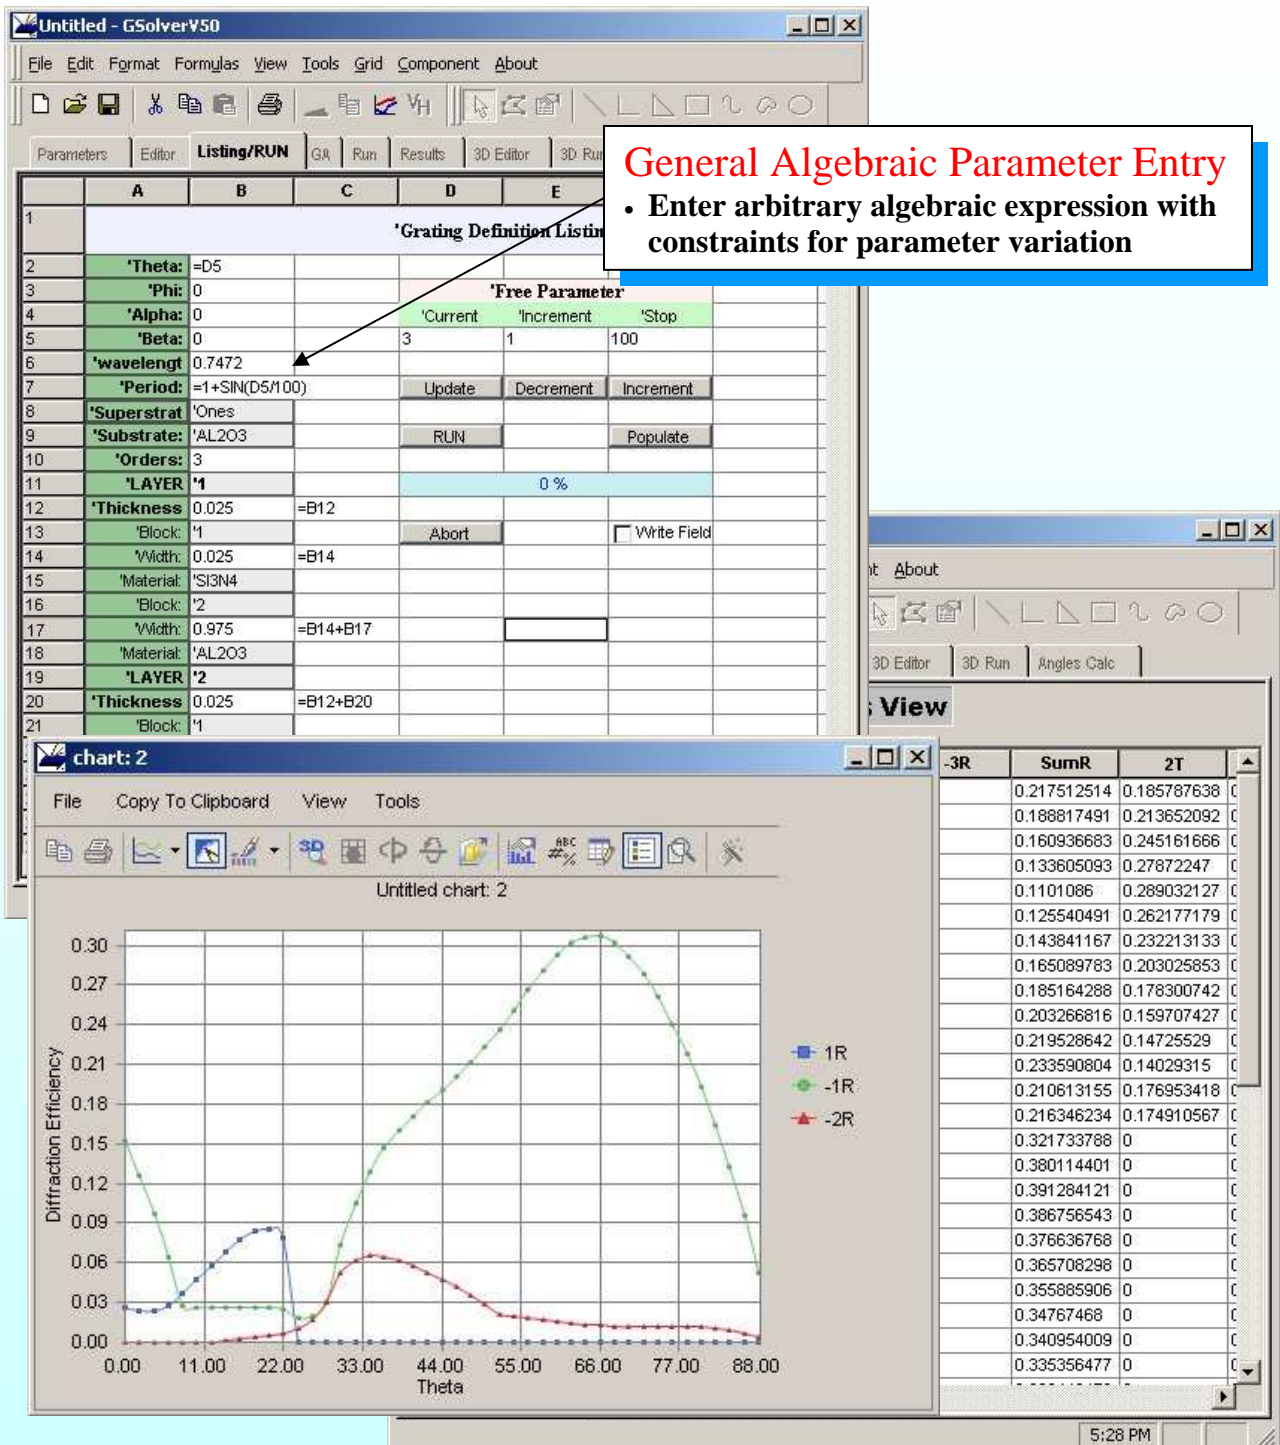 Untitled - GSolverV50
File Edit Format Formulas View Tools Grid Component About
Parameters Editor Listing/RUN GA Run Results 3D Editor 3D Run
General Algebraic Parameter Entry
• Enter arbitrary algebraic expression with
constraints for parameter variation
A B C D E
1 'Grating Definition Listin
2 'Theta: =D5
3 'Phi: 0 'Free Parameter
4 'Alpha: 0 'Current 'Increment 'Stop
5 'Beta: 0 3 1 100
6 'wavelengt 0.7472
7 'Period: =1+SIN(D5/100) Update Decrement Increment
8 'Superstrat 'Ones
9 'Substrate: 'AL2O3 RUN Populate
10 'Orders: 3
11 'LAYER '1 0 %
12 'Thickness 0.025 =B12
13 'Block: '1 Abort Write Field
14 'Width: 0.025 =B14
15 'Material: 'SI3N4
16 'Block: '2
17 'Width: 0.975 =B14+B17
18 'Material: 'AL2O3
19 'LAYER '2
20 'Thickness 0.025 =B12+B20
21 'Block: '1
nt About
3D Editor 3D Run Angles Calc
s View
-3R SumR 2T
0.217512514 0.185787638
0.188817491 0.213652092
0.160936683 0.245161666
0.133605093 0.27872247
0.1101086 0.289032127
0.125540491 0.262177179
0.143841167 0.232213133
0.165089783 0.203025853
0.185164288 0.178300742
0.203266816 0.159707427
0.219528642 0.14725529
0.233590804 0.14029315
0.210613155 0.176953418
0.216346234 0.174910567
0.321733788 0
0.380114401 0
0.391284121 0
0.386756543 0
0.376636768 0
0.365708298 0
0.355885906 0
0.34767468 0
0.340954009 0
0.335356477 0
5:28 PM
chart: 2
File Copy To Clipboard View Tools
3D ABC #%
Untitled chart: 2
Diffraction Efficiency
0.30
0.27
0.24
0.21
0.18
0.15
0.12
0.09
0.06
0.03
0.00
0.00 11.00 22.00 33.00 44.00 55.00 66.00 77.00 88.00
Theta
1R
-1R
-2R